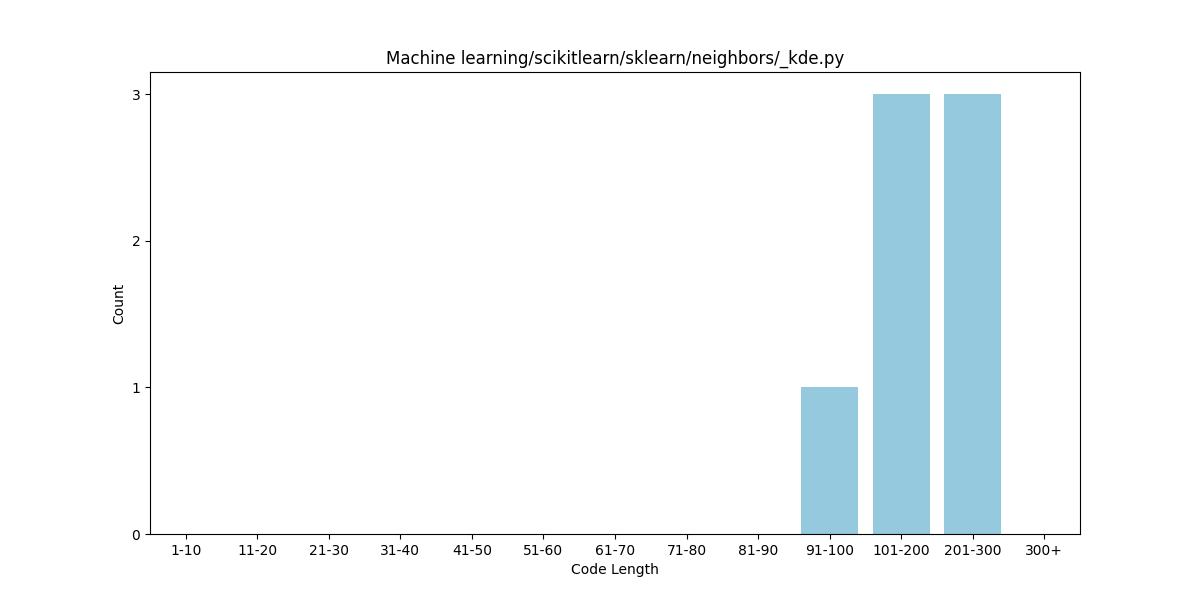 Machine learning/scikitlearn/sklearn/neighbors/_kde.py
3
2
1
0
Count
1-10 11-20 21-30 31-40 41-50 51-60 61-70 71-80 81-90 91-100 101-200 201-300 300+
Code Length